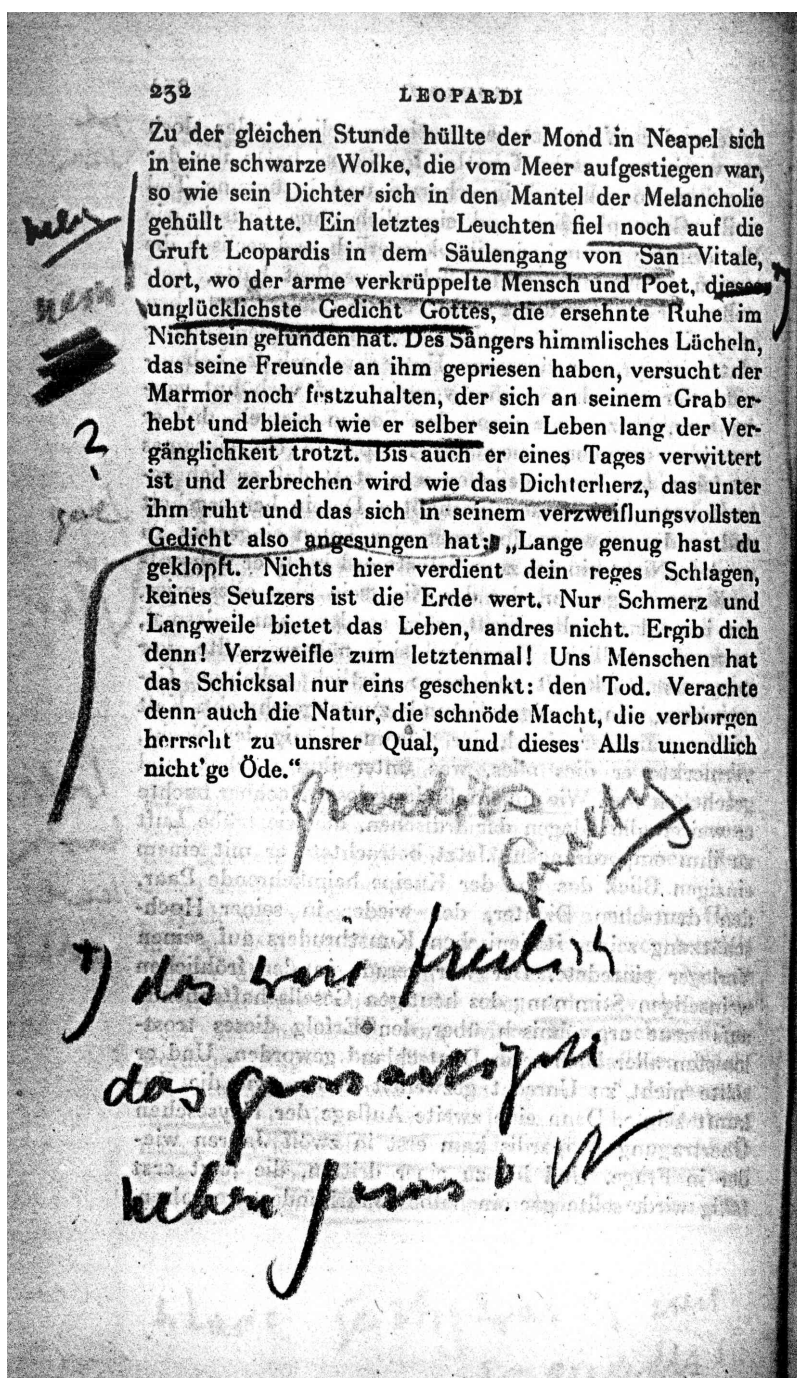 232 LEOPARDI
Zu der gleichen Stunde hüllte der Mond in Neapel sich
in eine schwarze Wolke, die vom Meer aufgestiegen war,
so wie sein Dichter sich in den Mantel der Melancholie
gehüllt hatte. Ein letztes Leuchten fiel noch auf die
Gruft Leopardis in dem Säulengang von San Vitale,
dort, wo der arme verkrüppelte Mensch und Poet, dieses
unglücklichste Gedicht Gottes, die ersehnte Ruhe im
Nichtsein gefunden hat. Des Sängers himmlisches Lächeln,
das seine Freunde an ihm gepriesen haben, versucht der
Marmor noch festzuhalten, der sich an seinem Grab er-
hebt und bleich wie er selber sein Leben lang der Ver-
gänglichkeit trotzt. Bis auch er eines Tages verwittert
ist und zerbrechen wird wie das Dichterherz, das unter
ihm ruht und das sich in seinem verzweiflungsvollsten
Gedicht also angesungen hat: „Lange genug hast du
geklopft. Nichts hier verdient dein reges Schlagen,
keines Seufzers ist die Erde wert. Nur Schmerz und
Langweile bietet das Leben, andres nicht. Ergib dich
denn! Verzweifle zum letztenmal! Uns Menschen hat
das Schicksal nur eins geschenkt: den Tod. Verachte
denn auch die Natur, die schnöde Macht, die verborgen
herrscht zu unsrer Qual, und dieses Alls unendlich
nicht'ge Öde.“
nein
?
grandios
+) das wäre freilich
das grossartigste
neben Jesus